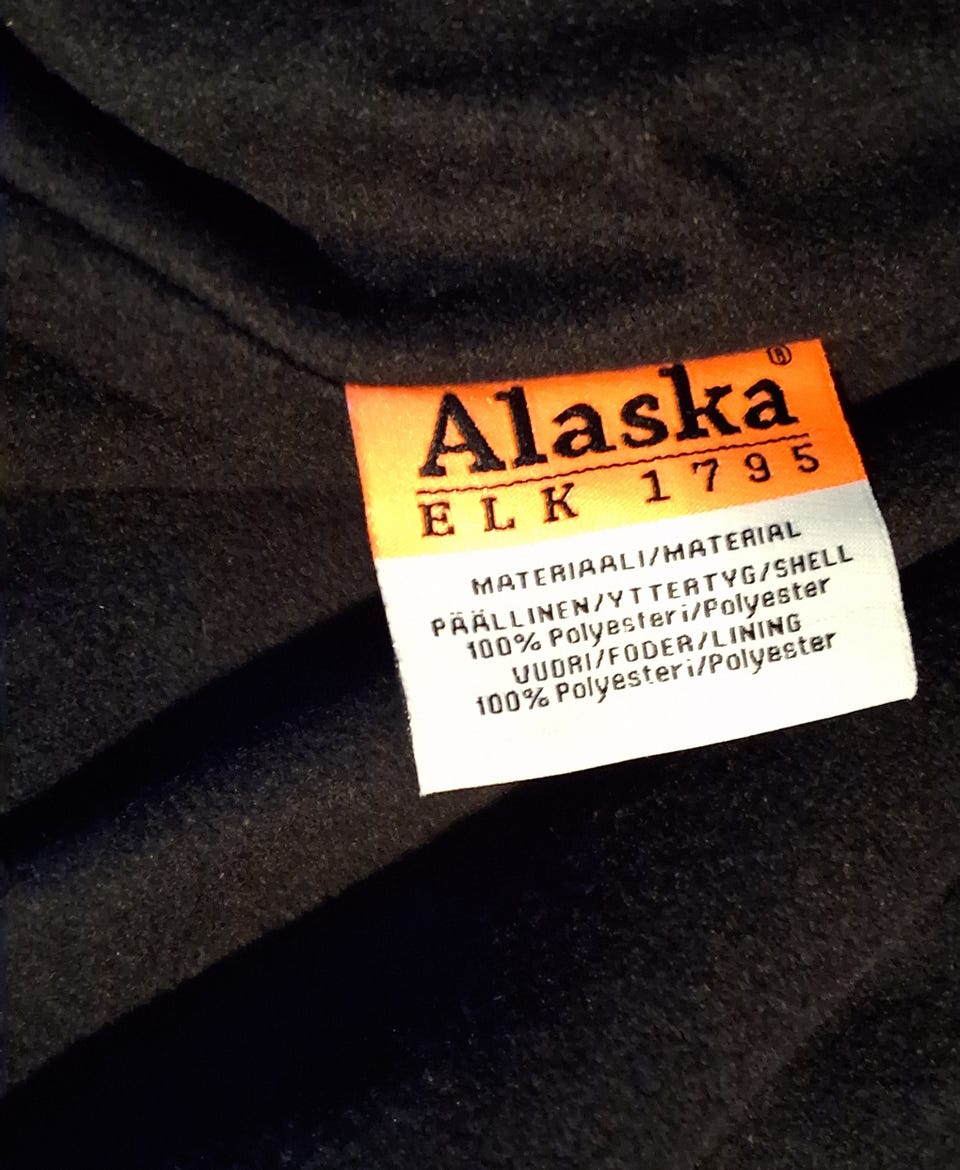 Alaska®
ELK 1795
MATERIAALI/MATERIAL
PÄÄLLINEN/YTTERTYG/SHELL
100% Polyesteri/Polyester
VUORI/FODER/LINING
100% Polyesteri/Polyester